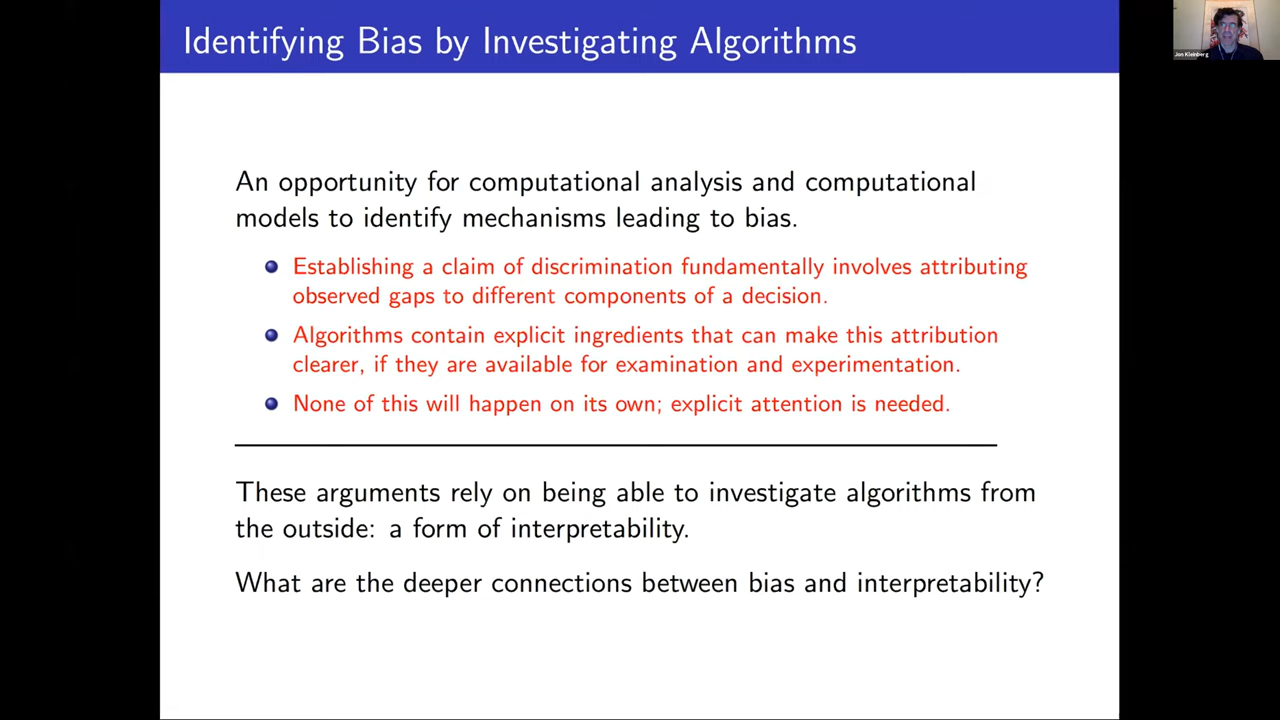 Identifying Bias by Investigating Algorithms
Jon Kleinberg
An opportunity for computational analysis and computational
models to identify mechanisms leading to bias.
Establishing a claim of discrimination fundamentally involves attributing
observed gaps to different components of a decision.
Algorithms contain explicit ingredients that can make this attribution
clearer, if they are available for examination and experimentation.
None of this will happen on its own; explicit attention is needed.
These arguments rely on being able to investigate algorithms from
the outside: a form of interpretability.
What are the deeper connections between bias and interpretability?